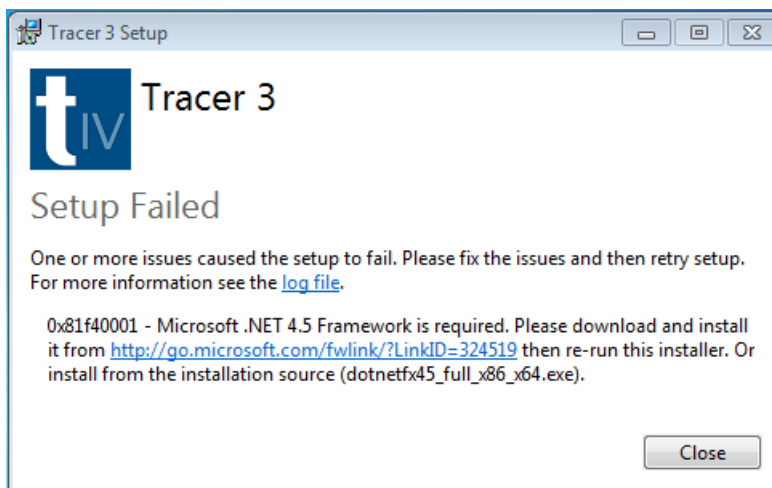 Tracer 3 Setup
t IV
Tracer 3
Setup Failed
One or more issues caused the setup to fail. Please fix the issues and then retry setup.
For more information see the log file.
0x81f40001 - Microsoft .NET 4.5 Framework is required. Please download and install
it from http://go.microsoft.com/fwlink/?LinkID=324519 then re-run this installer. Or
install from the installation source (dotnetfx45_full_x86_x64.exe).
Close